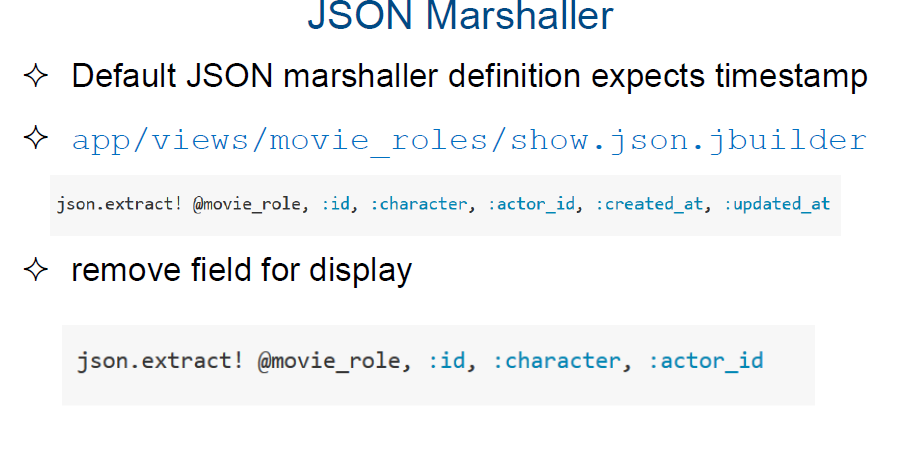 JSON Marshaller
Default JSON marshaller definition expects timestamp
app/views/movie_roles/show.json.jbuilder
json.extract! @movie_role, :id, :character, :actor_id, :created_at, :updated_at
remove field for display
json.extract! @movie_role, :id, :character, :actor_id